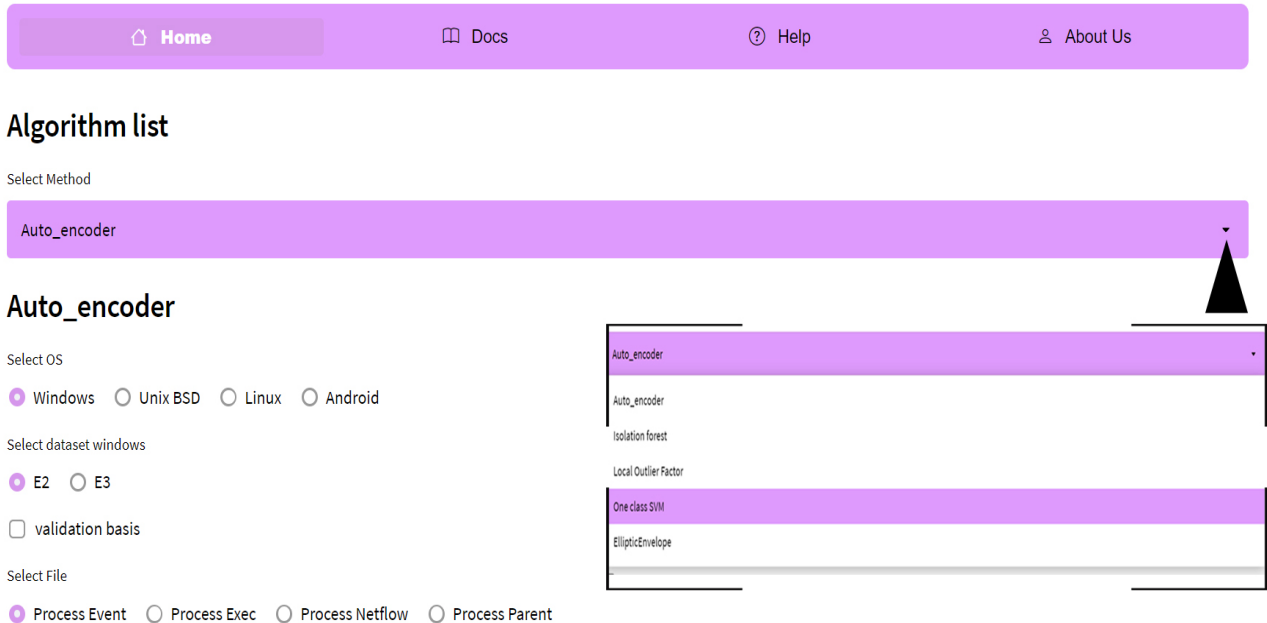 Home Docs Help About Us
Algorithm list
Select Method
Auto_encoder
Auto_encoder
Select OS
Windows Unix BSD Linux Android
Select dataset windows
E2 E3
validation basis
Select File
Process Event Process Exec Process Netflow Process Parent
Auto_encoder
Auto_encoder
Isolation forest
Local Outlier Factor
One class SVM
EllipticEnvelope